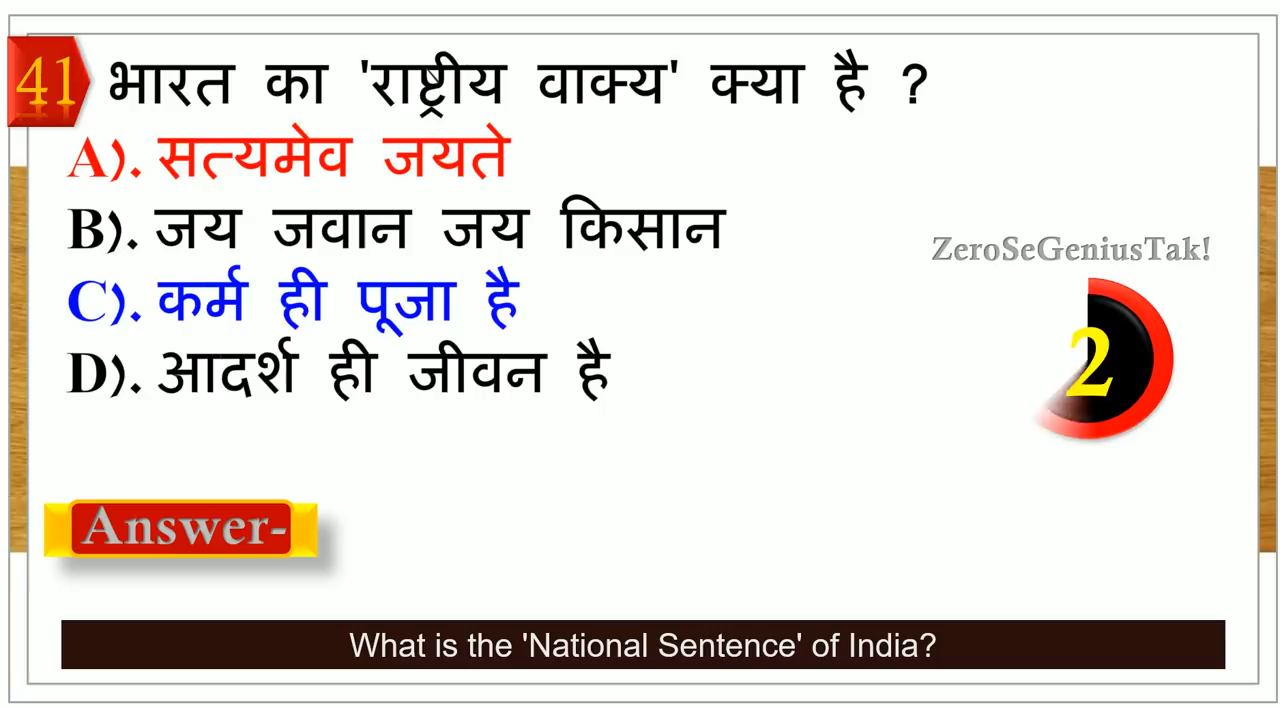 41 भारत का 'राष्ट्रीय वाक्य' क्या है ?
A). सत्यमेव जयते
B). जय जवान जय किसान
C). कर्म ही पूजा है
D). आदर्श ही जीवन है
ZeroSeGeniusTak!
2
Answer-
What is the 'National Sentence' of India?